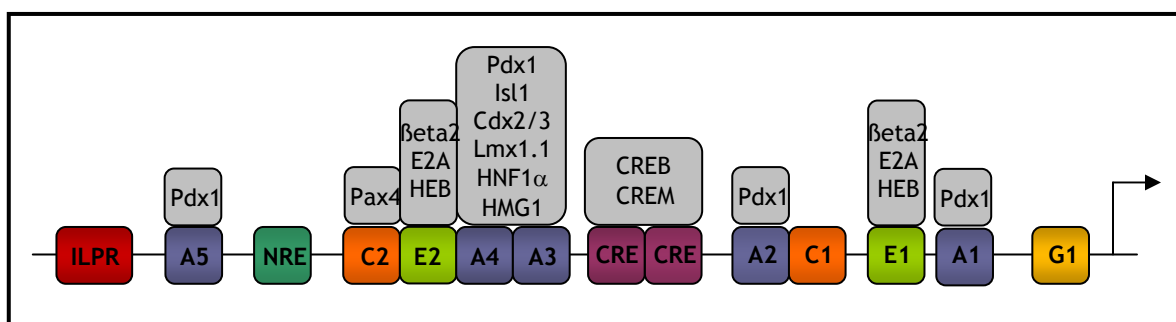 Pdx1
Isl1
Cdx2/3
Lmx1.1
HNF1α
HMG1
ßeta2
E2A
HEB
ßeta2
E2A
HEB
CREB
CREM
Pdx1
Pax4
Pdx1
Pdx1
ILPR
A5
NRE
C2
E2
A4
A3
CRE
CRE
A2
C1
E1
A1
G1